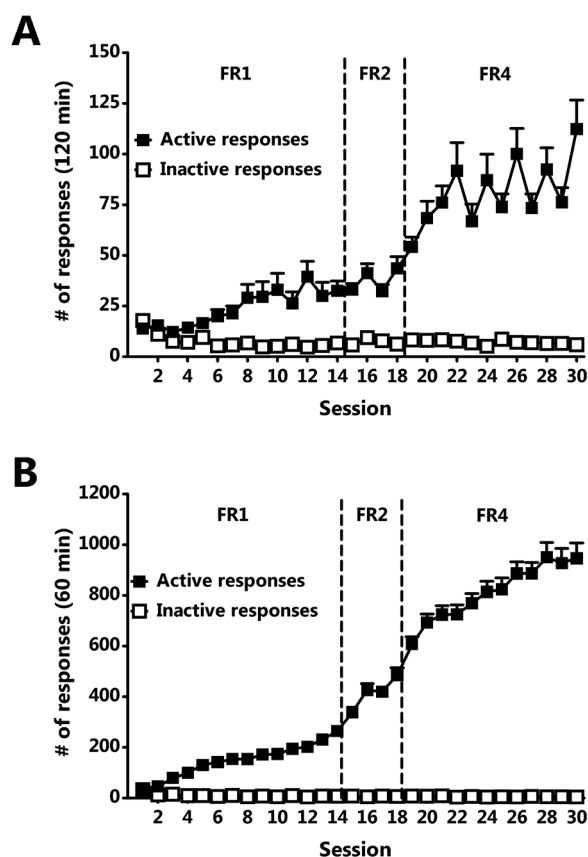 A
FR1 FR2 FR4
150
125
100
75
50
25
0
# of responses (120 min)
Active responses
Inactive responses
2 4 6 8 10 12 14 16 18 20 22 24 26 28 30
Session
B
FR1 FR2 FR4
1200
1000
800
600
400
200
0
# of responses (60 min)
Active responses
Inactive responses
2 4 6 8 10 12 14 16 18 20 22 24 26 28 30
Session